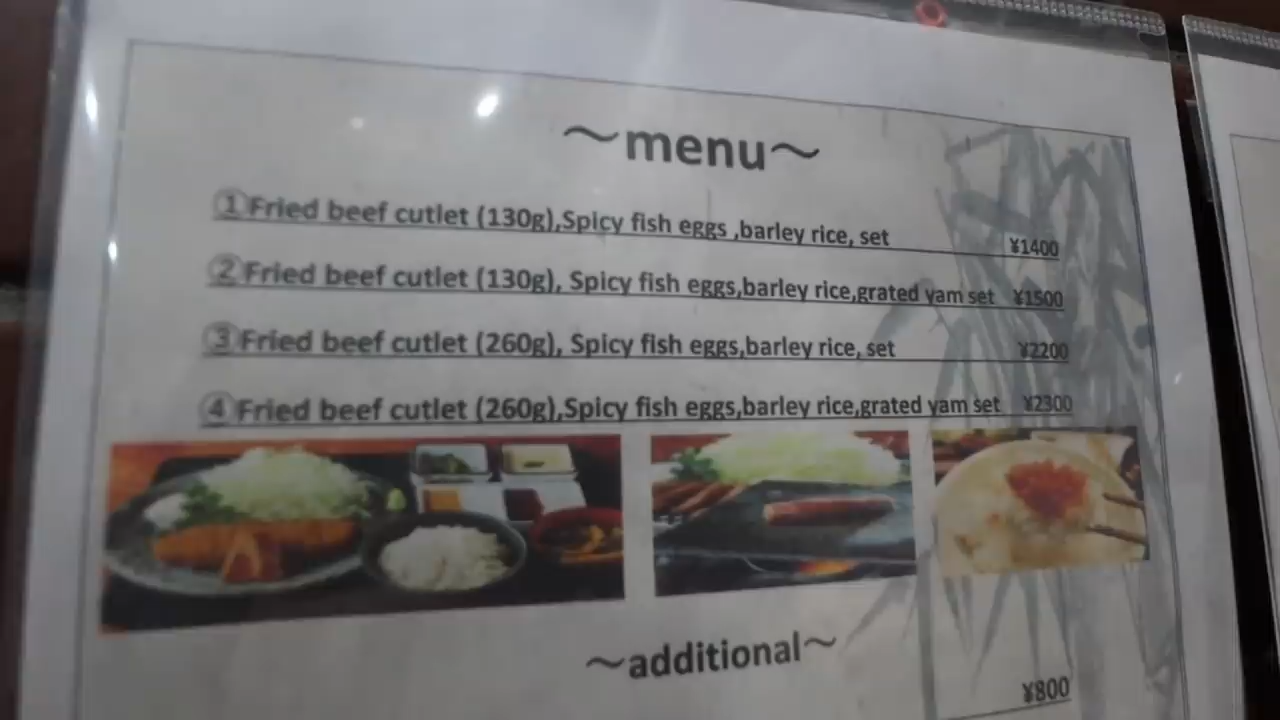 ～menu～
①Fried beef cutlet (130g),Spicy fish eggs ,barley rice, set ¥1400
②Fried beef cutlet (130g), Spicy fish eggs,barley rice,grated yam set ¥1500
③Fried beef cutlet (260g), Spicy fish eggs,barley rice, set ¥2200
④Fried beef cutlet (260g),Spicy fish eggs,barley rice,grated yam set ¥2300
～additional～
¥800